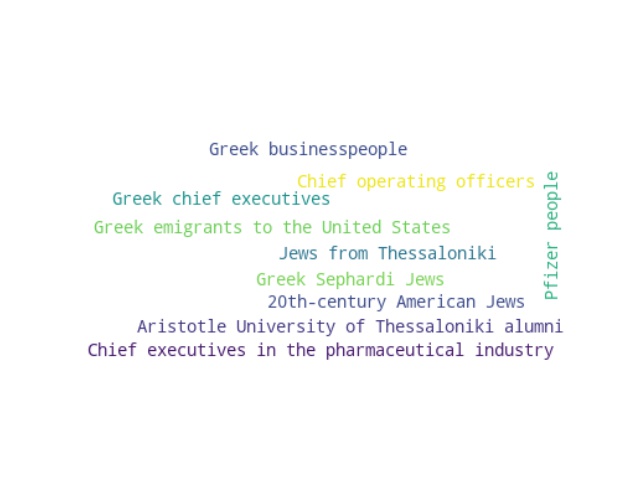 Greek businesspeople
Chief operating officers
Greek chief executives
Greek emigrants to the United States
Jews from Thessaloniki
Greek Sephardi Jews
20th-century American Jews
Aristotle University of Thessaloniki alumni
Chief executives in the pharmaceutical industry
Pfizer people